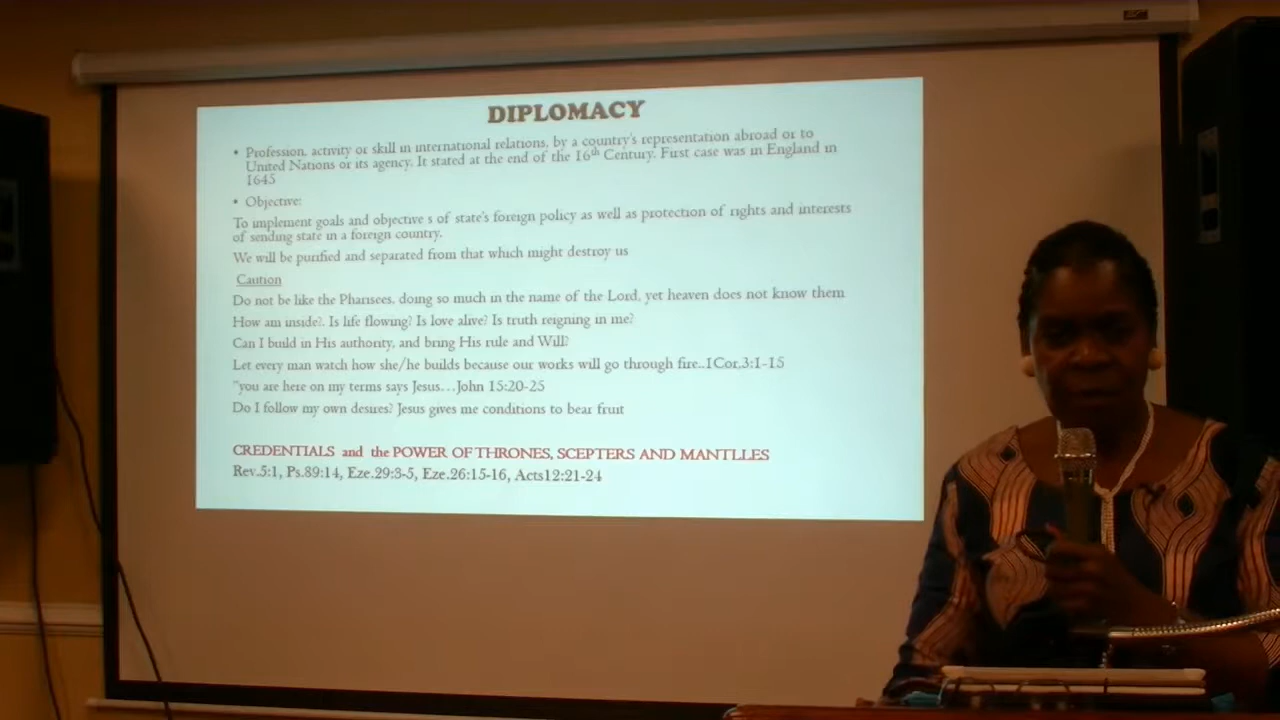 DIPLOMACY
• Profession, activity or skill in international relations, by a country's representation abroad or to
United Nations or its agency. It stated at the end of the 16th Century. First case was in England in
1645
• Objective:
To implement goals and objective s of state's foreign policy as well as protection of rights and interests
of sending state in a foreign country.
We will be purified and separated from that which might destroy us
Caution
Do not be like the Pharisees, doing so much in the name of the Lord, yet heaven does not know them
How am inside?. Is life flowing? Is love alive? Is truth reigning in me?
Can I build in His authority, and bring His rule and Will?
Let every man watch how she/he builds because our works will go through fire..1Cor.3:1-15
"you are here on my terms says Jesus...John 15:20-25
Do I follow my own desires? Jesus gives me conditions to bear fruit
CREDENTIALS and the POWER OF THRONES, SCEPTERS AND MANTLLES
Rev.5:1, Ps.89:14, Eze.29:3-5, Eze.26:15-16, Acts12:21-24